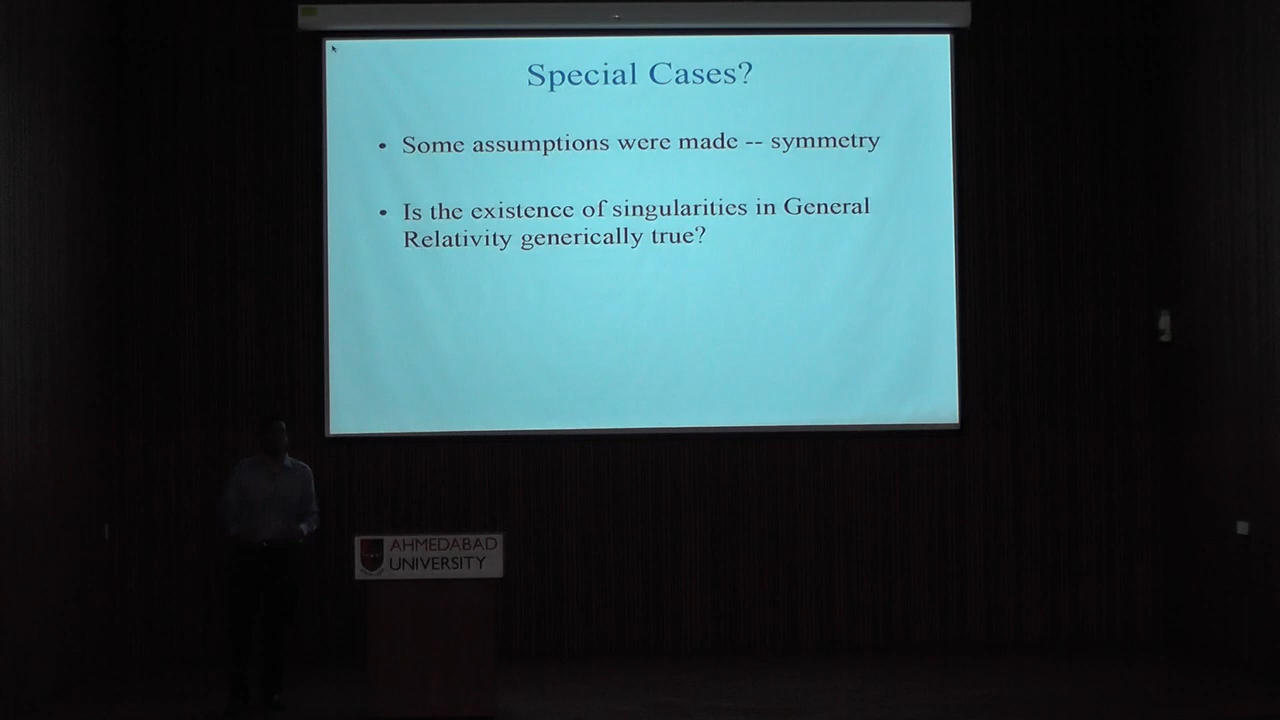 Special Cases?
• Some assumptions were made -- symmetry
• Is the existence of singularities in General
Relativity generically true?
AHMEDABAD
UNIVERSITY